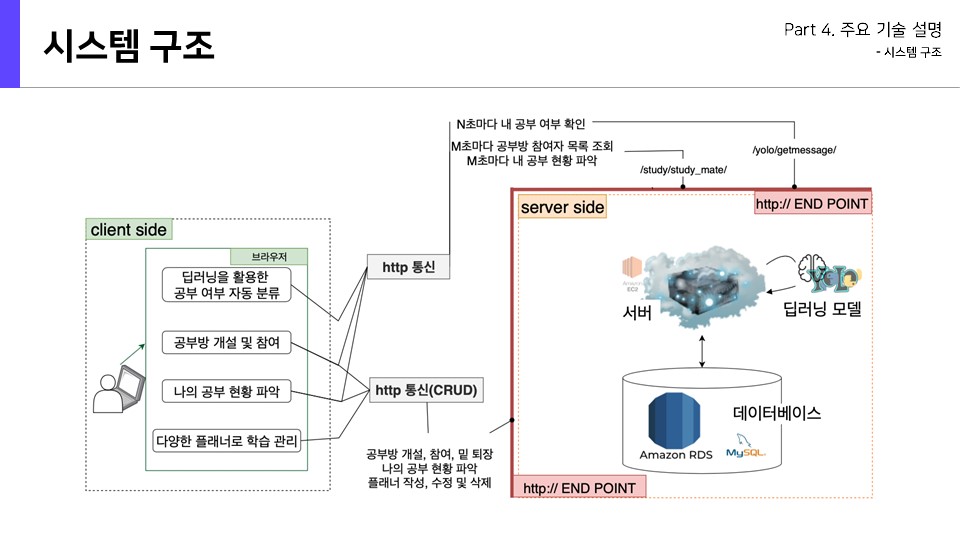 시스템 구조
Part 4. 주요 기술 설명
- 시스템 구조
N초마다 내 공부 여부 확인
M초마다 공부방 참여자 목록 조회
M초마다 내 공부 현황 파악
/study/study_mate/
/yolo/getmessage/
client side
브라우저
딥러닝을 활용한
공부 여부 자동 분류
공부방 개설 및 참여
나의 공부 현황 파악
다양한 플래너로 학습 관리
http 통신
http 통신(CRUD)
공부방 개설, 참여, 밑 퇴장
나의 공부 현황 파악
플래너 작성, 수정 및 삭제
server side
http:// END POINT
Amazon
EC2
서버
YOLO
딥러닝 모델
데이터베이스
Amazon RDS
MySQL
http:// END POINT